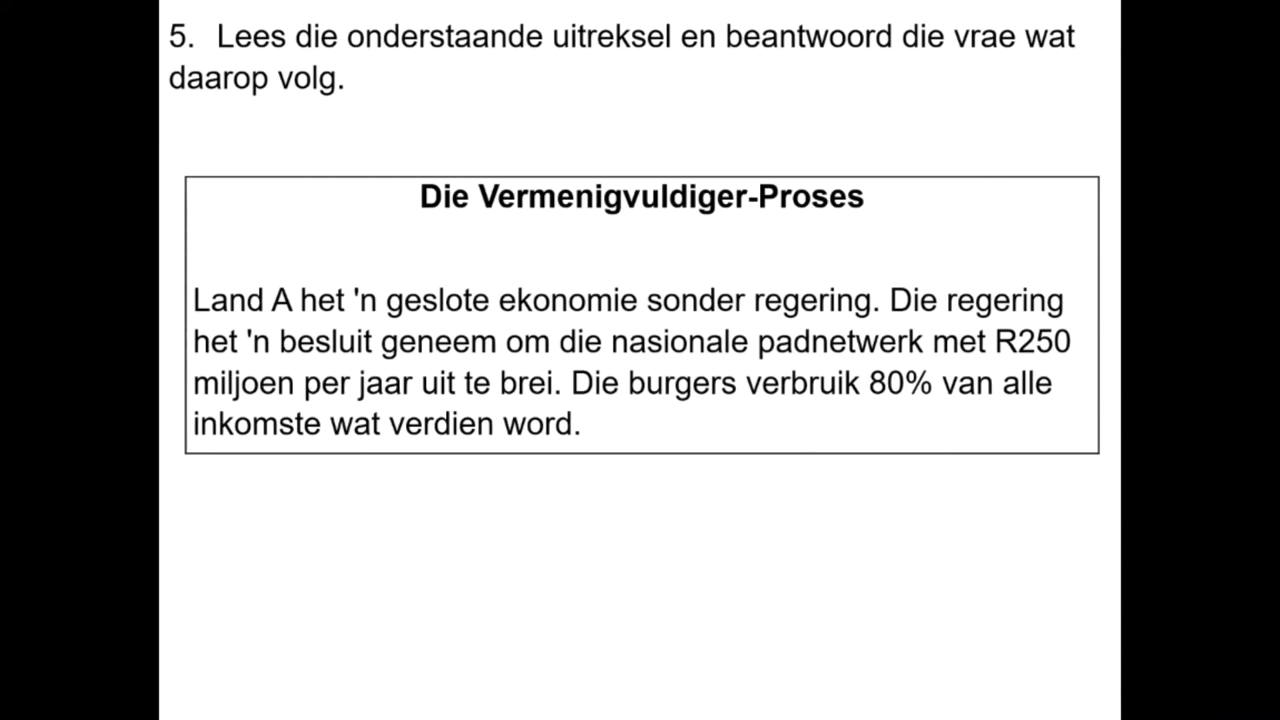 5. Lees die onderstaande uitreksel en beantwoord die vrae wat
daarop volg.
Die Vermenigvuldiger-Proses
Land A het 'n geslote ekonomie sonder regering. Die regering
het 'n besluit geneem om die nasionale padnetwerk met R250
miljoen per jaar uit te brei. Die burgers verbruik 80% van alle
inkomste wat verdien word.